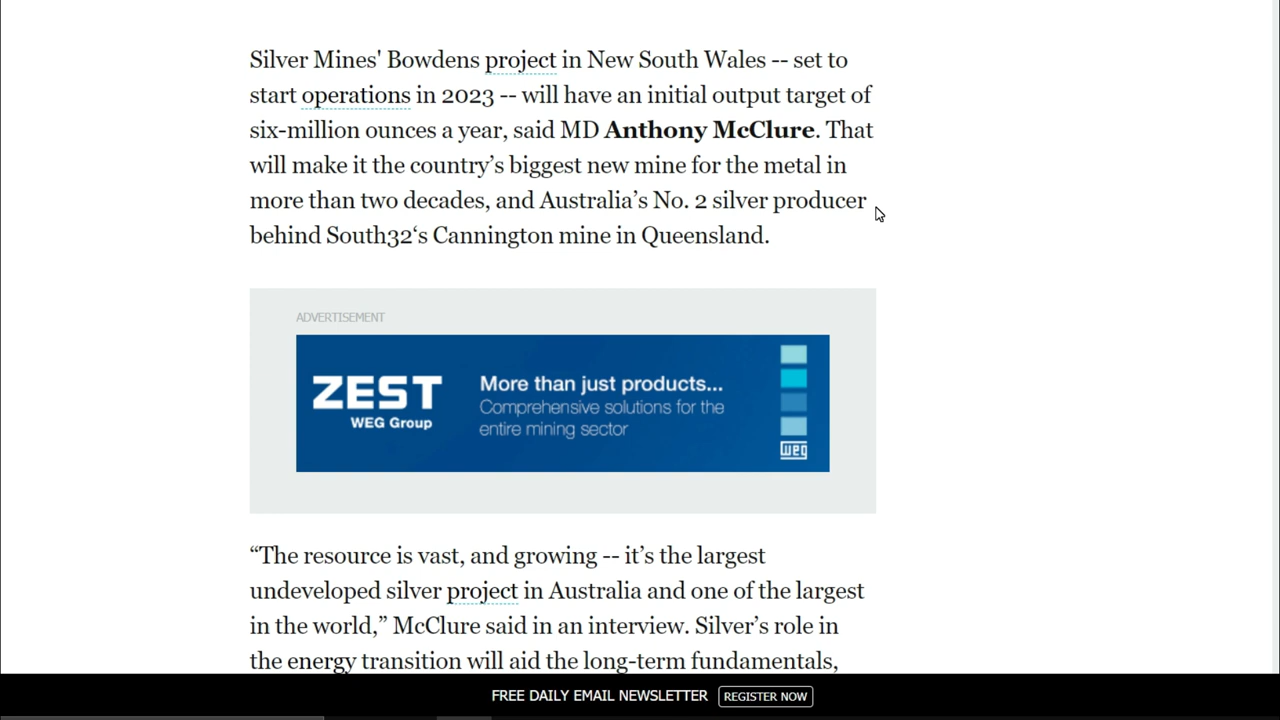 Silver Mines' Bowdens project in New South Wales -- set to
start operations in 2023 -- will have an initial output target of
six-million ounces a year, said MD Anthony McClure. That
will make it the country’s biggest new mine for the metal in
more than two decades, and Australia’s No. 2 silver producer
behind South32‘s Cannington mine in Queensland.
ADVERTISEMENT
ZEST
WEG Group
More than just products...
Comprehensive solutions for the
entire mining sector
weg
“The resource is vast, and growing -- it’s the largest
undeveloped silver project in Australia and one of the largest
in the world,” McClure said in an interview. Silver’s role in
the energy transition will aid the long-term fundamentals,
FREE DAILY EMAIL NEWSLETTER REGISTER NOW